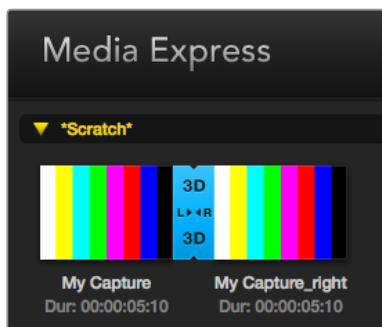 Media Express
*Scratch*
3D
L R
3D
My Capture
My Capture_right
Dur: 00:00:05:10
Dur: 00:00:05:10